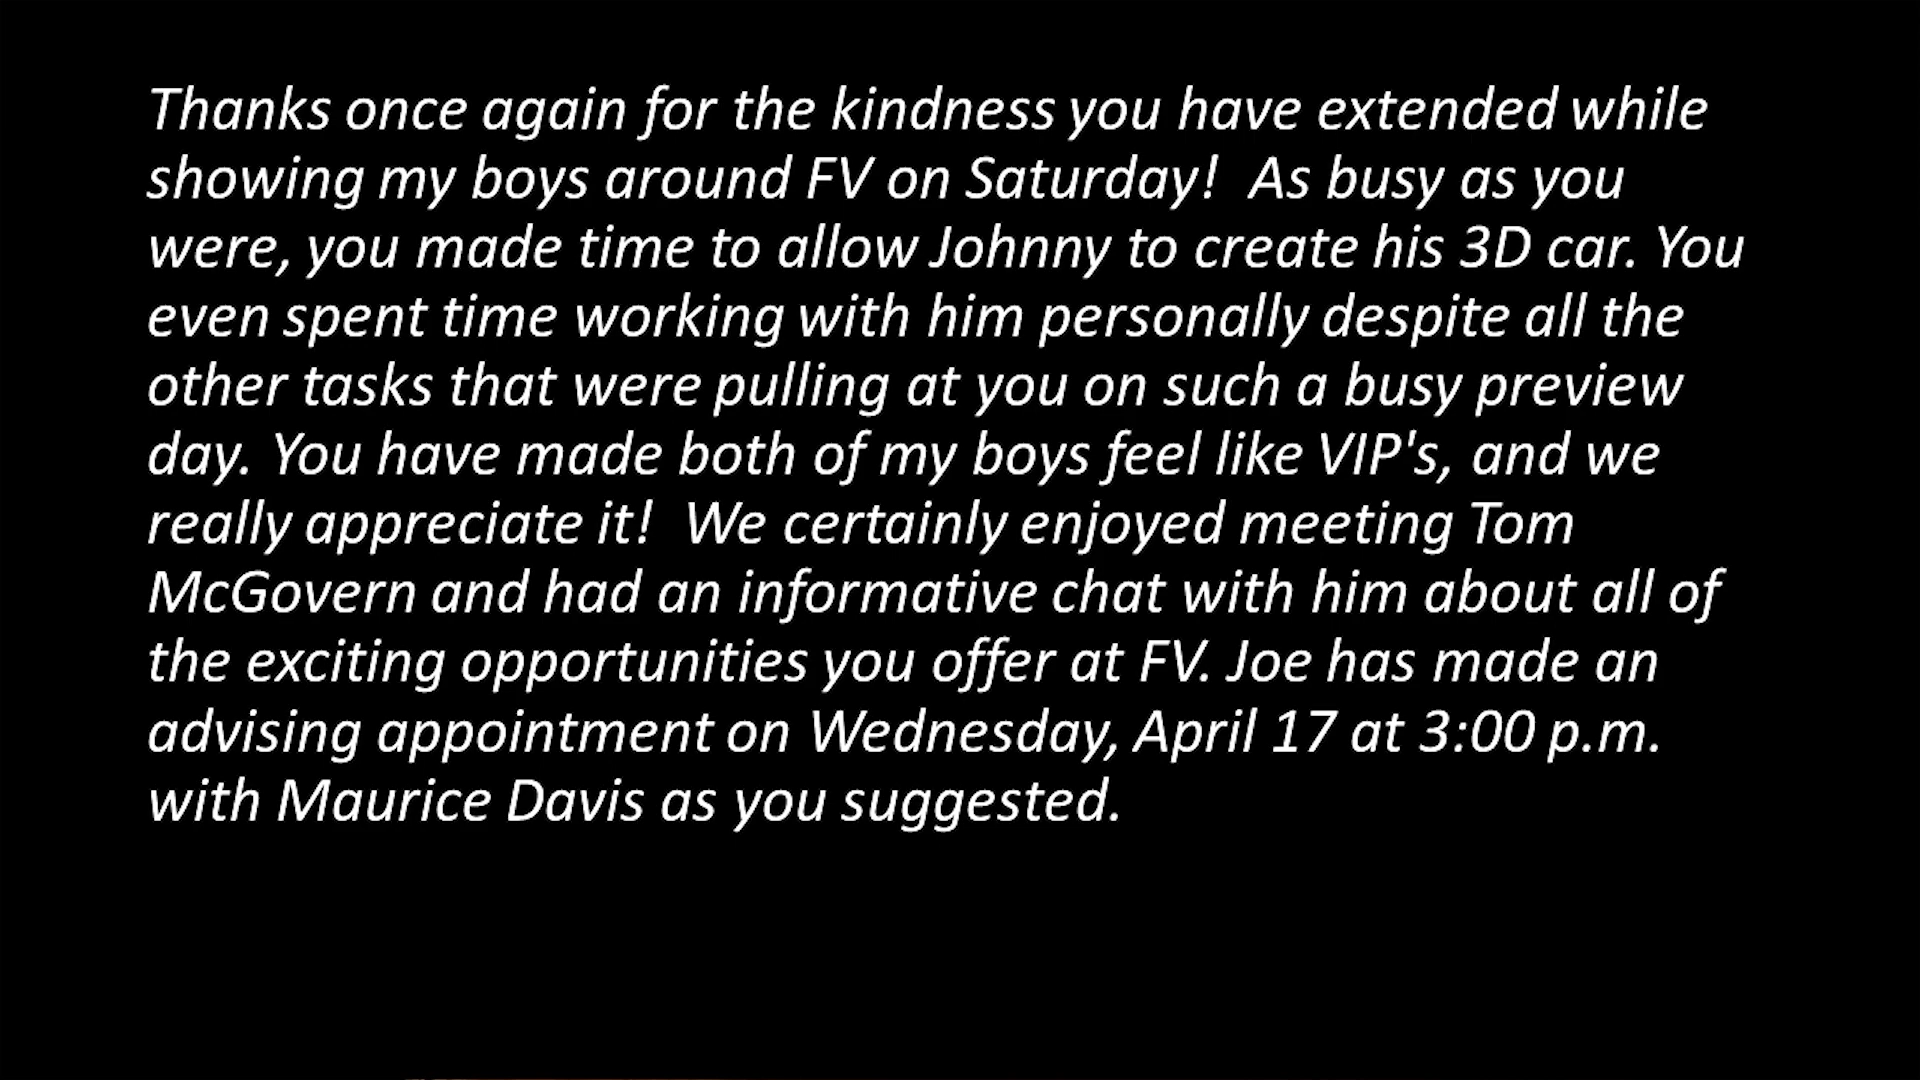 Thanks once again for the kindness you have extended while
showing my boys around FV on Saturday!  As busy as you
were, you made time to allow Johnny to create his 3D car. You
even spent time working with him personally despite all the
other tasks that were pulling at you on such a busy preview
day. You have made both of my boys feel like VIP's, and we
really appreciate it!  We certainly enjoyed meeting Tom
McGovern and had an informative chat with him about all of
the exciting opportunities you offer at FV. Joe has made an
advising appointment on Wednesday, April 17 at 3:00 p.m.
with Maurice Davis as you suggested.